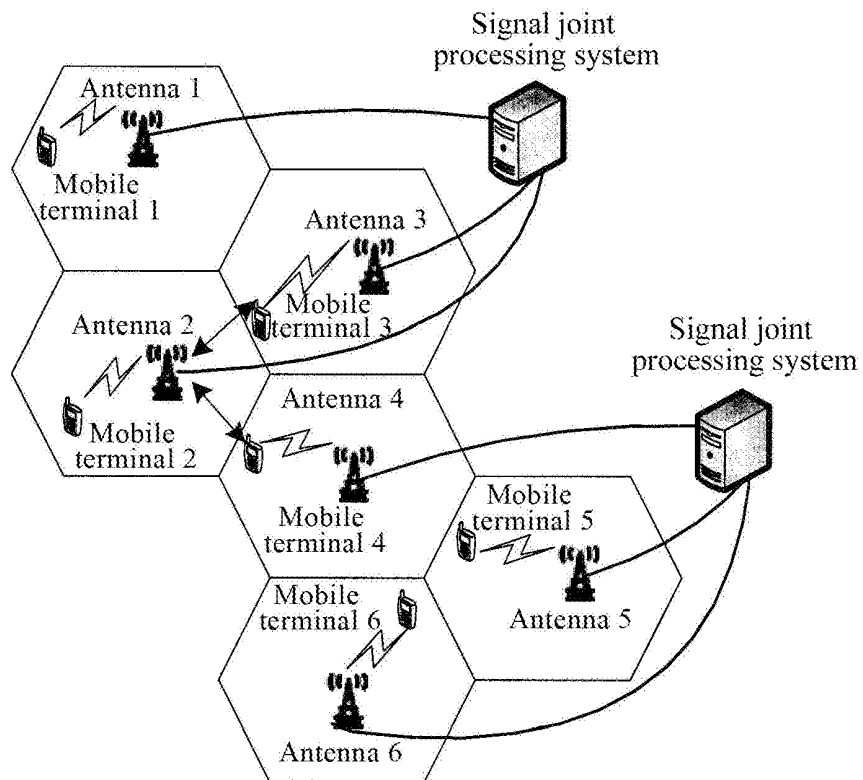 Signal joint
processing system
Antenna 1
Mobile
terminal 1
Antenna 3
Mobile
terminal 3
Antenna 2
Mobile
terminal 2
Signal joint
processing system
Antenna 4
Mobile
terminal 4
Mobile
terminal 5
Antenna 5
Mobile
terminal 6
Antenna 6